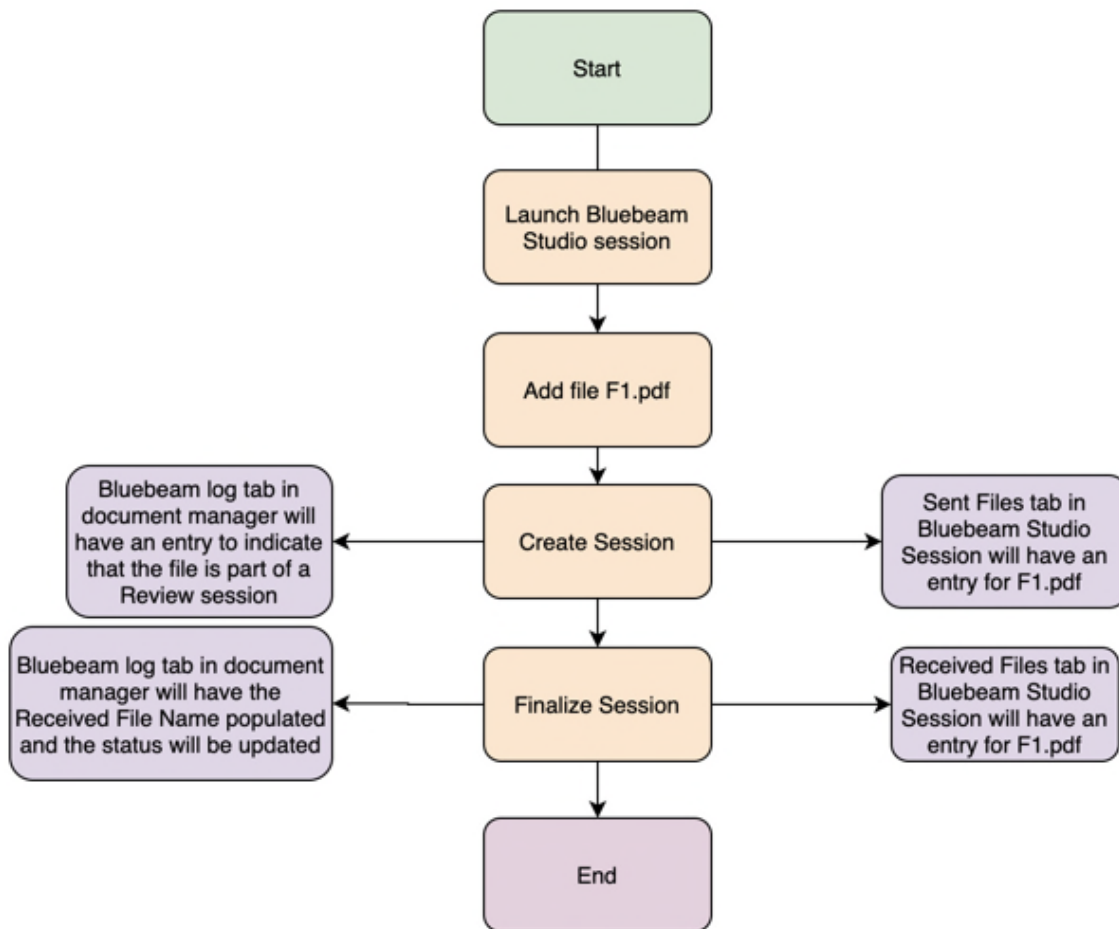 Start
Launch Bluebeam
Studio session
Add file F1.pdf
Bluebeam log tab in
document manager will
have an entry to indicate
that the file is part of a
Review session
Create Session
Sent Files tab in
Bluebeam Studio
Session will have an
entry for F1.pdf
Bluebeam log tab in document
manager will have the
Received File Name populated
and the status will be updated
Finalize Session
Received Files tab in
Bluebeam Studio
Session will have an
entry for F1.pdf
End